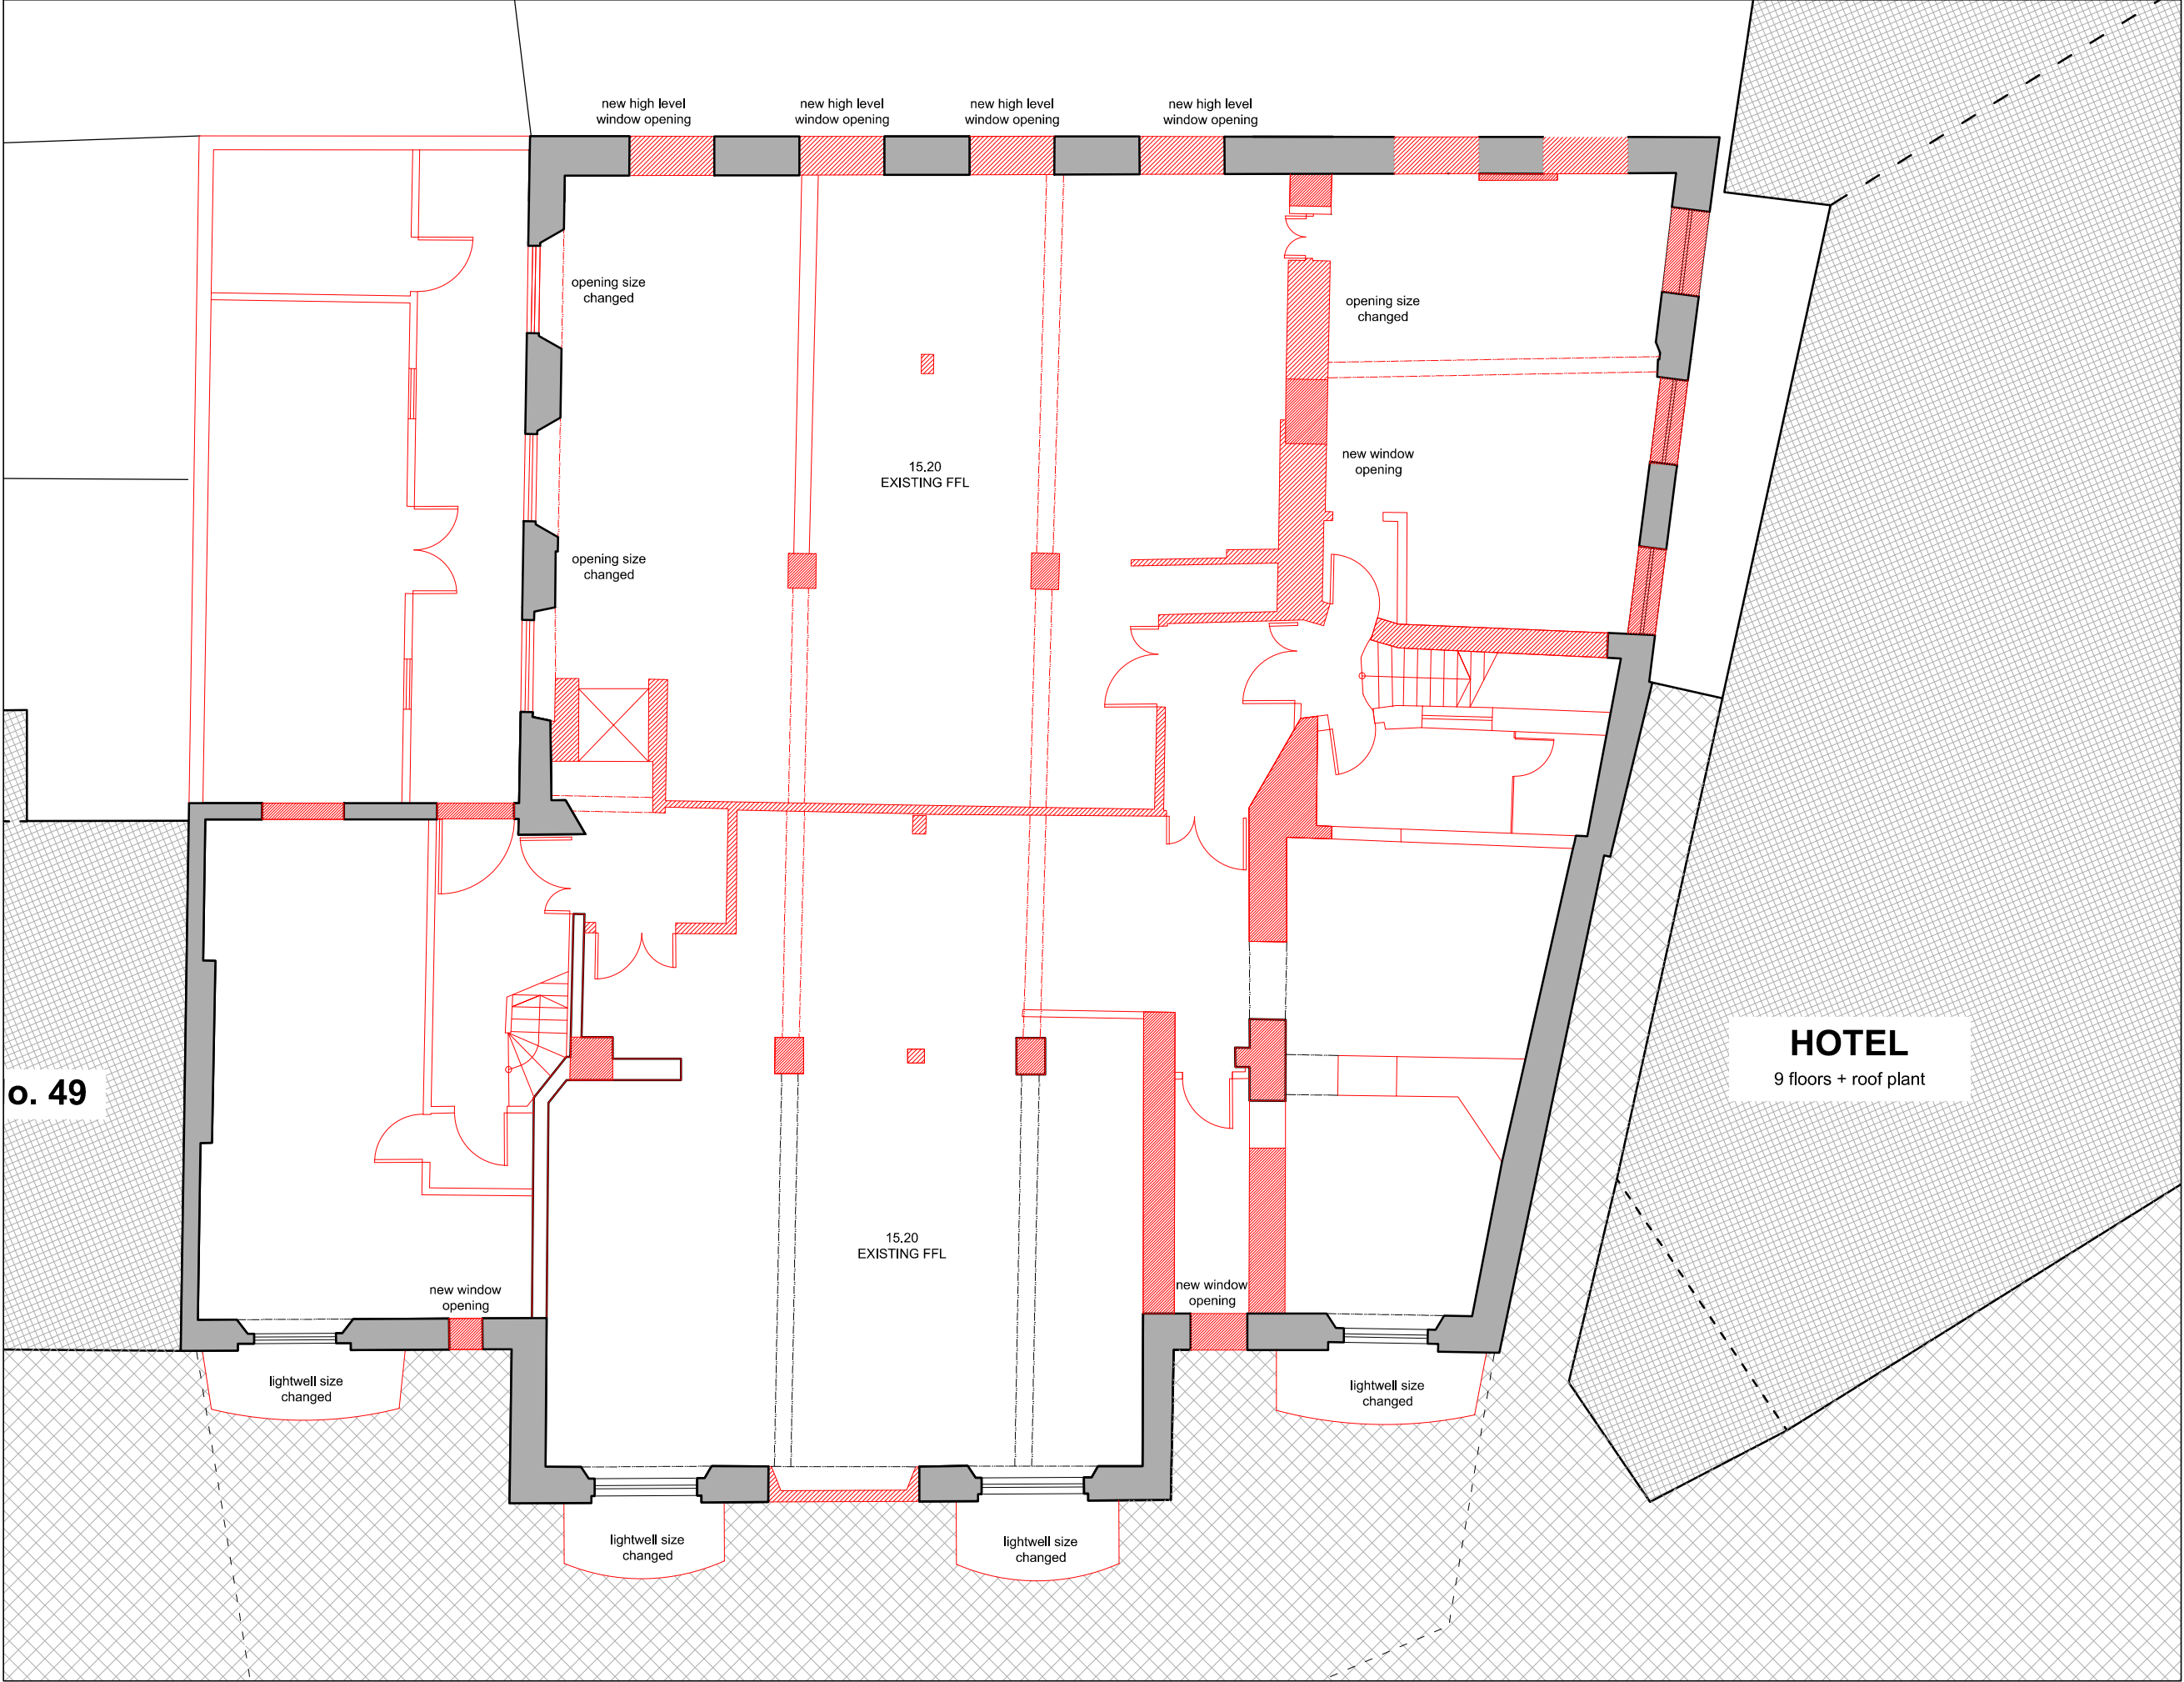 new high level
window opening
new high level
window opening
new high level
window opening
new high level
window opening
opening size
changed
opening size
changed
15.20
EXISTING FFL
new window
opening
opening size
changed
HOTEL
9 floors + roof plant
o. 49
15.20
EXISTING FFL
new window
opening
new window
opening
lightwell size
changed
lightwell size
changed
lightwell size
changed
lightwell size
changed